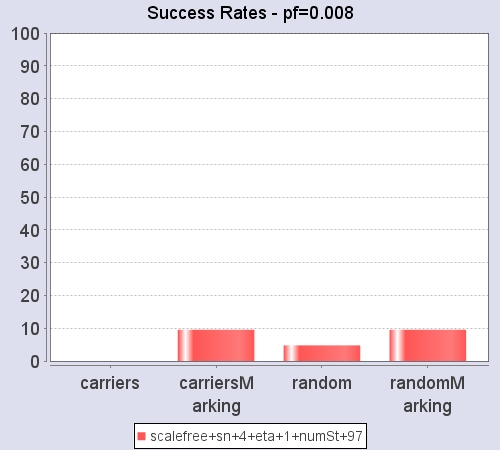 Success Rates - pf=0.008
100
90
80
70
60
50
40
30
20
10
0
carriers
carriersM
arking
random
randomM
arking
scalefree+sn+4+eta+1+numSt+97